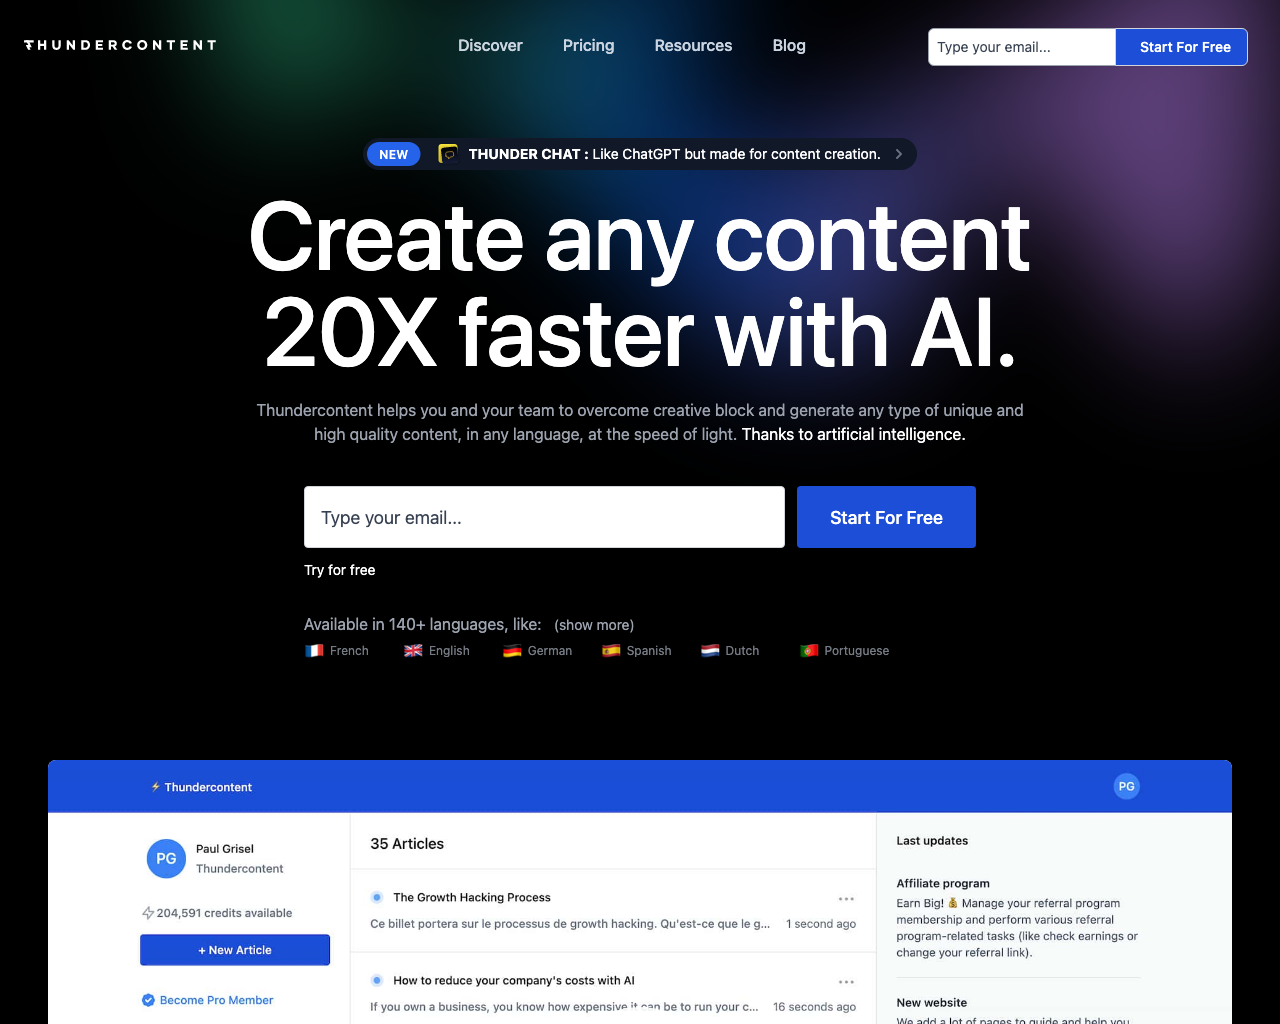 THUNDERCONTENT
Discover
Pricing
Resources
Blog
Type your email...
Start For Free
NEW
THUNDER CHAT : Like ChatGPT but made for content creation.
Create any content
20X faster with AI.
Thundercontent helps you and your team to overcome creative block and generate any type of unique and
high quality content, in any language, at the speed of light. Thanks to artificial intelligence.
Type your email...
Start For Free
Try for free
Available in 140+ languages, like: (show more)
French
English
German
Spanish
Dutch
Portuguese
Thundercontent
PG
PG
Paul Grisel
Thundercontent
204,591 credits available
+ New Article
Become Pro Member
35 Articles
The Growth Hacking Process
Ce billet portera sur le processus de growth hacking. Qu'est-ce que le g...
1 second ago
How to reduce your company's costs with AI
If you own a business, you know how expensive it can be to run your c...
16 seconds ago
Last updates
Affiliate program
Earn Big! 💰 Manage your referral program
membership and perform various referral
program-related tasks (like check earnings or
change your referral link).
New website
We add a lot of pages to guide and help you